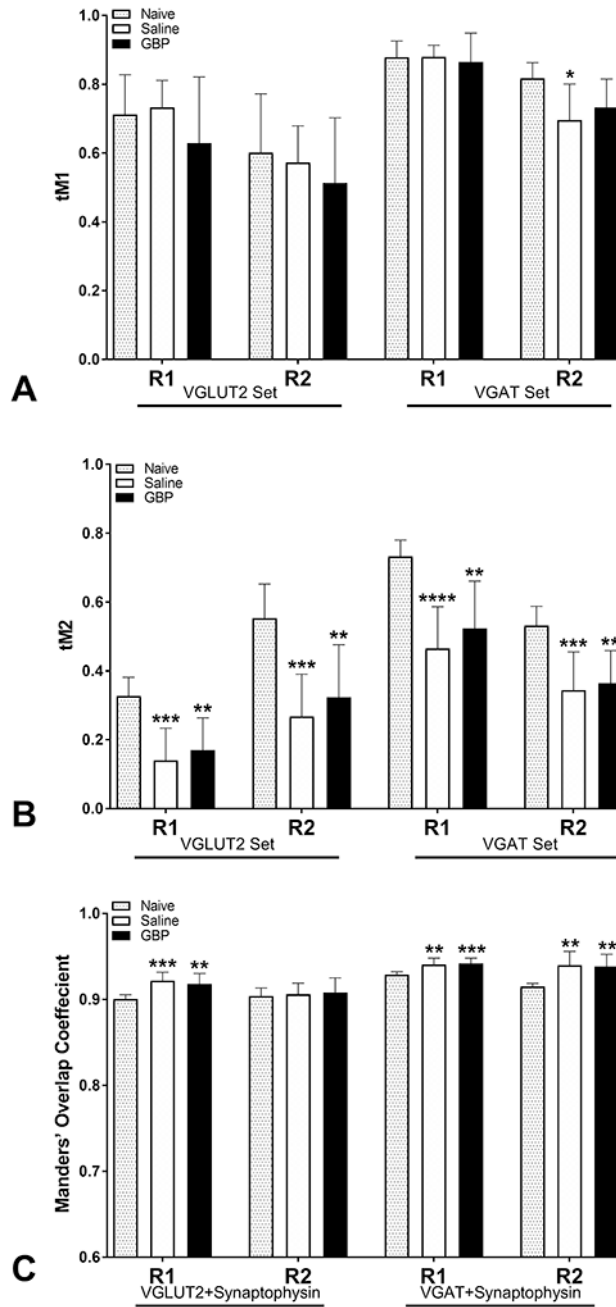 1.0
Naive
Saline
GBP
0.8
*
0.6
tM1
0.4
0.2
0.0
R1 R2 R1 R2
VGLUT2 Set VGAT Set
A
1.0
Naive
Saline
GBP
0.8
**
****
0.6
** *** **
***
tM2
0.4
*** **
0.2
0.0
R1 R2 R1 R2
VGLUT2 Set VGAT Set
B
1.0
Naive
Saline
GBP
*** ** ** *** ** **
0.9
0.8
Manders' Overlap Coeffecient
0.7
0.6
R1 R2 R1 R2
VGLUT2+Synaptophysin VGAT+Synaptophysin
C